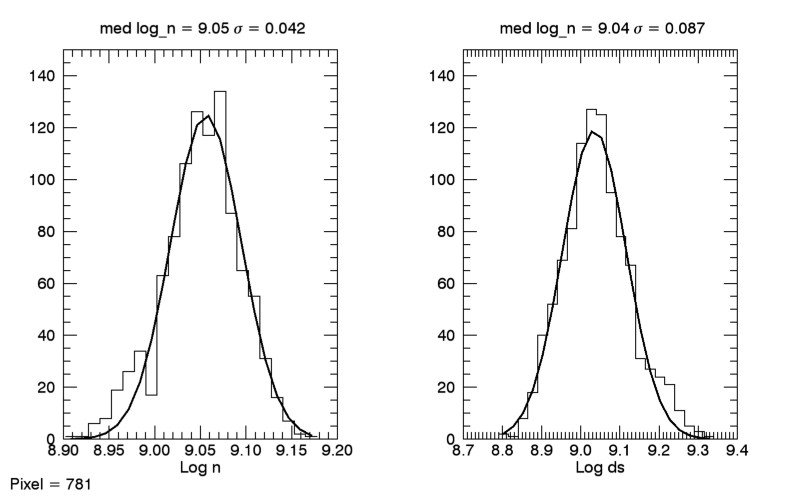 med log_n = 9.05 σ = 0.042
140
120
100
80
60
40
20
0
8.90 8.95 9.00 9.05 9.10 9.15 9.20
Log n
med log_n = 9.04 σ = 0.087
140
120
100
80
60
40
20
0
8.7 8.8 8.9 9.0 9.1 9.2 9.3 9.4
Log ds
Pixel = 781